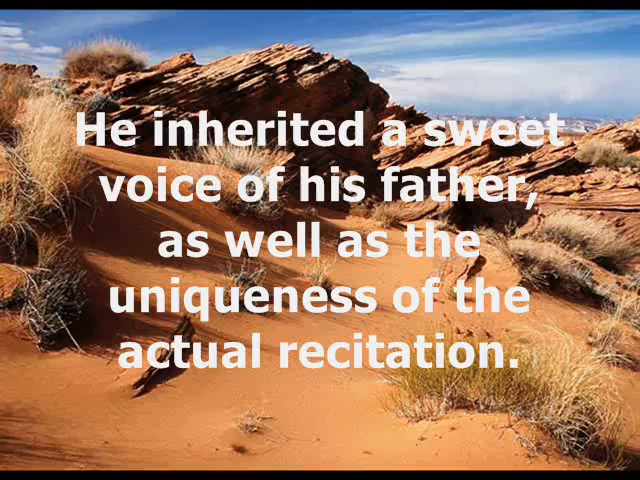 He inherited a sweet
voice of his father,
as well as the
uniqueness of the
actual recitation.